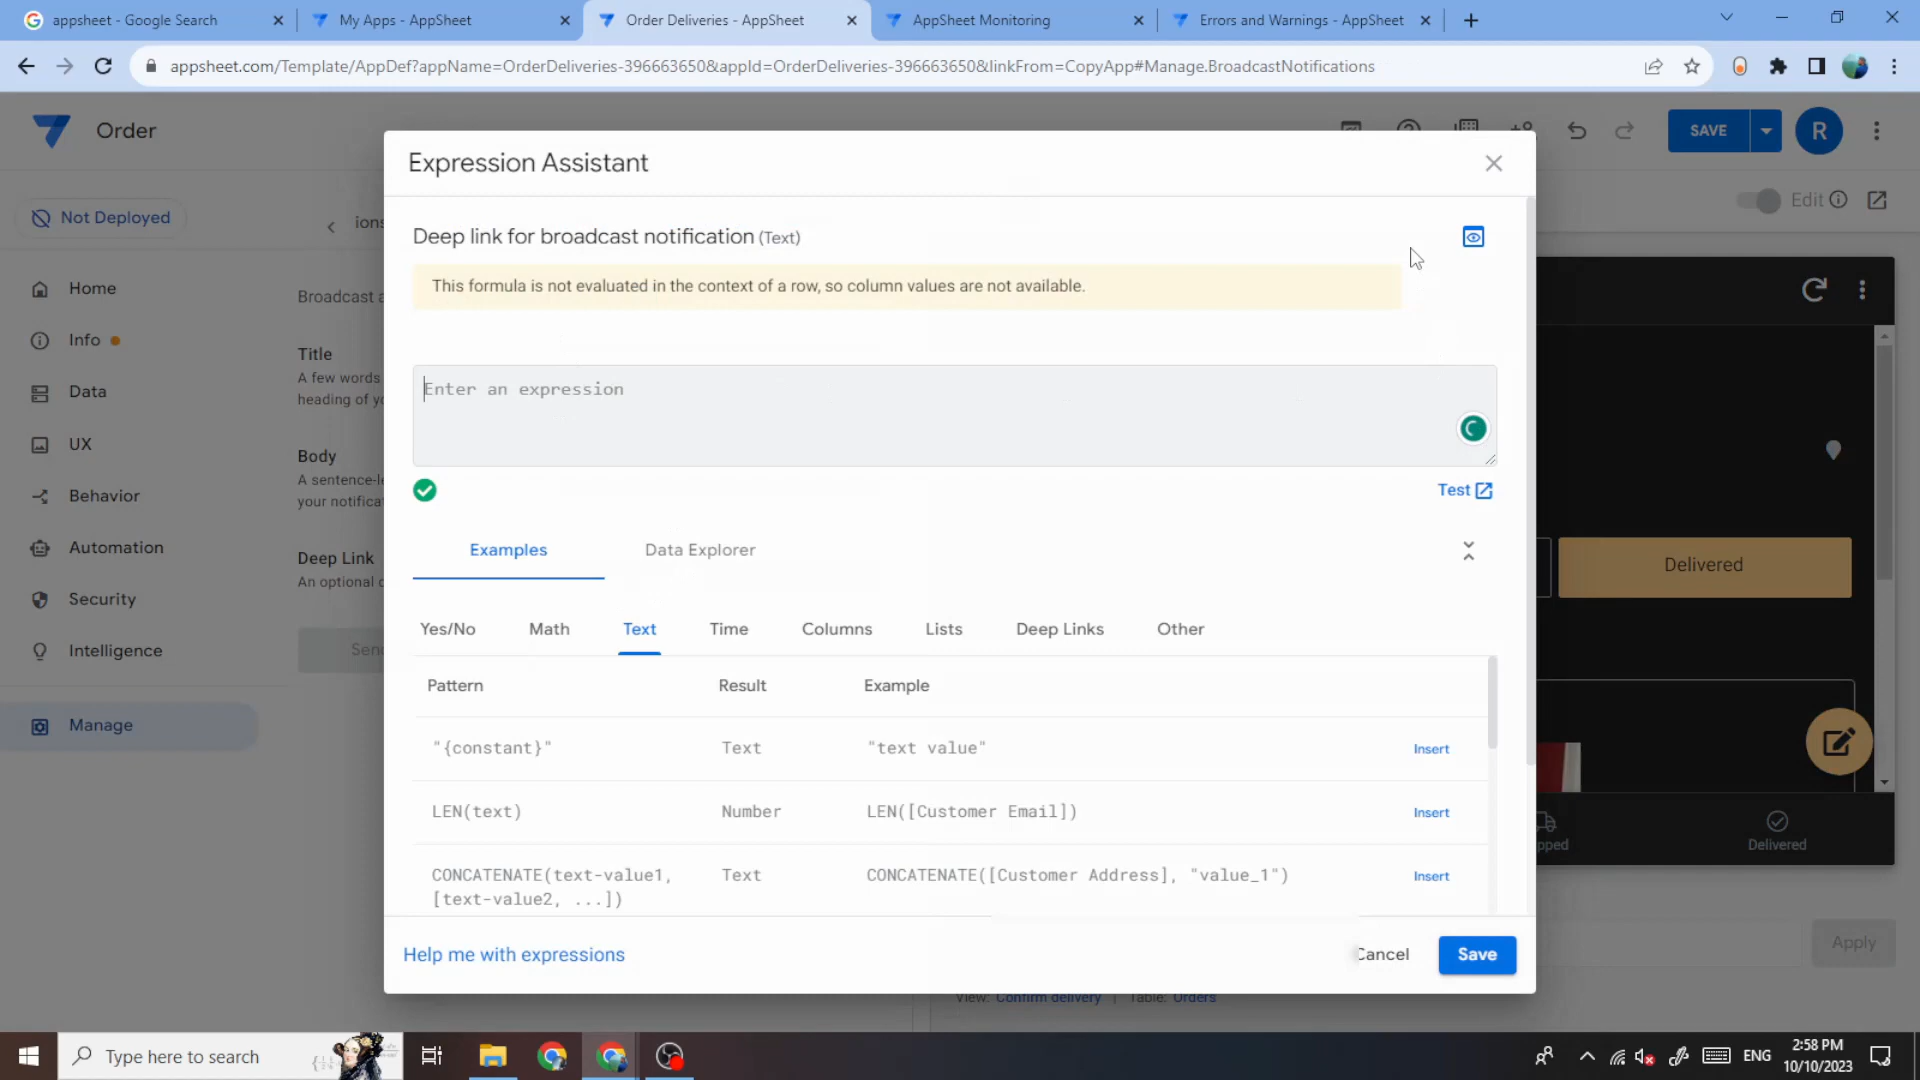 appsheet - Google Search
My Apps - AppSheet
Order Deliveries - AppSheet
AppSheet Monitoring
Errors and Warnings - AppSheet
appsheet.com/Template/AppDef?appName=OrderDeliveries-396663650&appId=OrderDeliveries-396663650&linkFrom=CopyApp#Manage.BroadcastNotifications
Order
SAVE
R
Not Deployed
Edit
Home
Info
Data
UX
Behavior
Automation
Security
Intelligence
Manage
ions
Broadcast a
Title
A few words
heading of yo
Body
A sentence-le
your notificat
Deep Link
An optional d
Send
Expression Assistant
Deep link for broadcast notification (Text)
This formula is not evaluated in the context of a row, so column values are not available.
Enter an expression
Test
Examples
Data Explorer
Yes/No
Math
Text
Time
Columns
Lists
Deep Links
Other
Pattern
Result
Example
"{constant}"
Text
"text value"
Insert
LEN(text)
Number
LEN([Customer Email])
Insert
CONCATENATE(text-value1,
[text-value2, ...])
Text
CONCATENATE([Customer Address], "value_1")
Insert
Help me with expressions
Cancel
Save
Delivered
pped
Delivered
Apply
View: Confirm delivery | Table: Orders
Type here to search
ENG
2:58 PM
10/10/2023